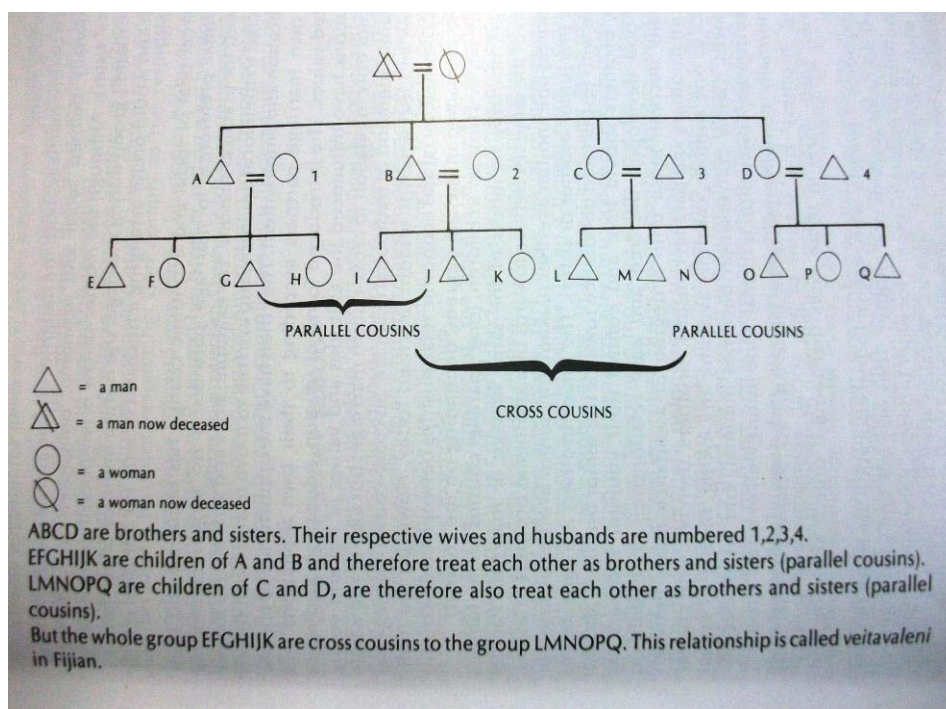 A = 1 B = 2 C = 3 D = 4
E F G H I J K L M N O P Q
PARALLEL COUSINS PARALLEL COUSINS
CROSS COUSINS
= a man
= a man now deceased
= a woman
= a woman now deceased
ABCD are brothers and sisters. Their respective wives and husbands are numbered 1,2,3,4.
EFGHIJK are children of A and B and therefore treat each other as brothers and sisters (parallel cousins).
LMNOPQ are children of C and D, are therefore also treat each other as brothers and sisters (parallel
cousins).
But the whole group EFGHIJK are cross cousins to the group LMNOPQ. This relationship is called veitavaleni
in Fijian.